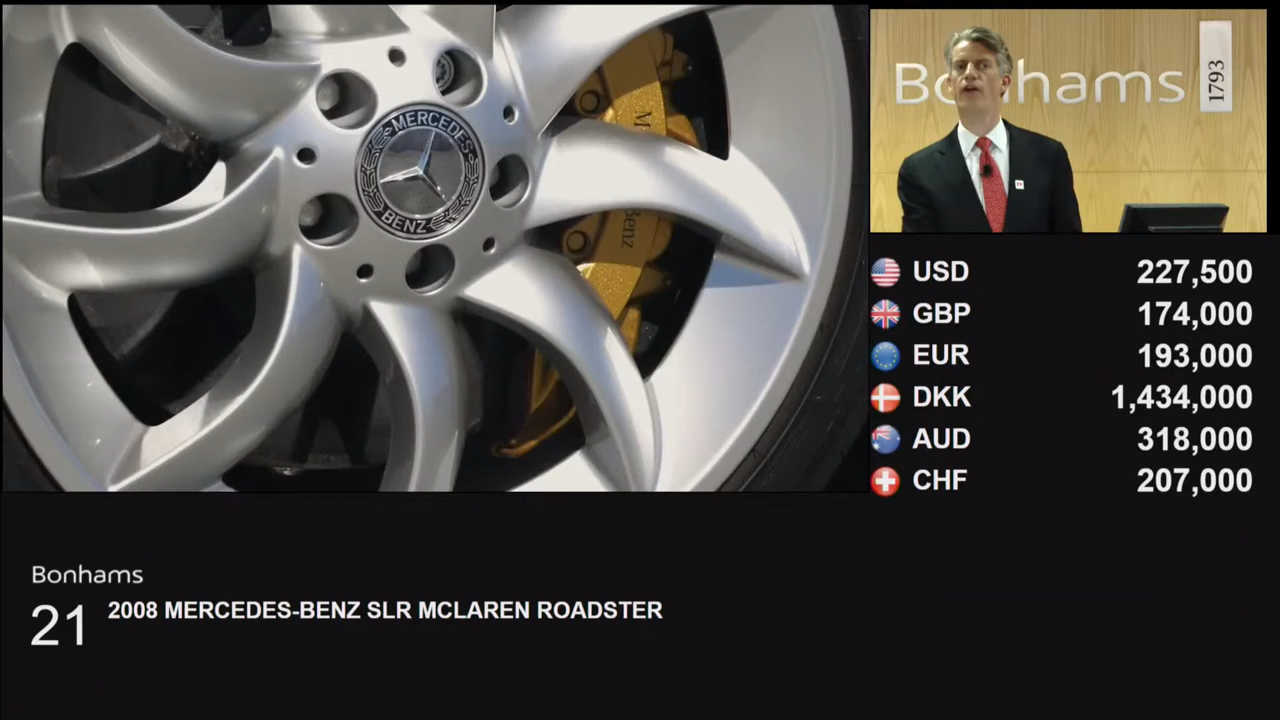 MERCEDES
BENZ
Benz
Bonhams
1793
USD 227,500
GBP 174,000
EUR 193,000
DKK 1,434,000
AUD 318,000
CHF 207,000
Bonhams
21 2008 MERCEDES-BENZ SLR MCLAREN ROADSTER